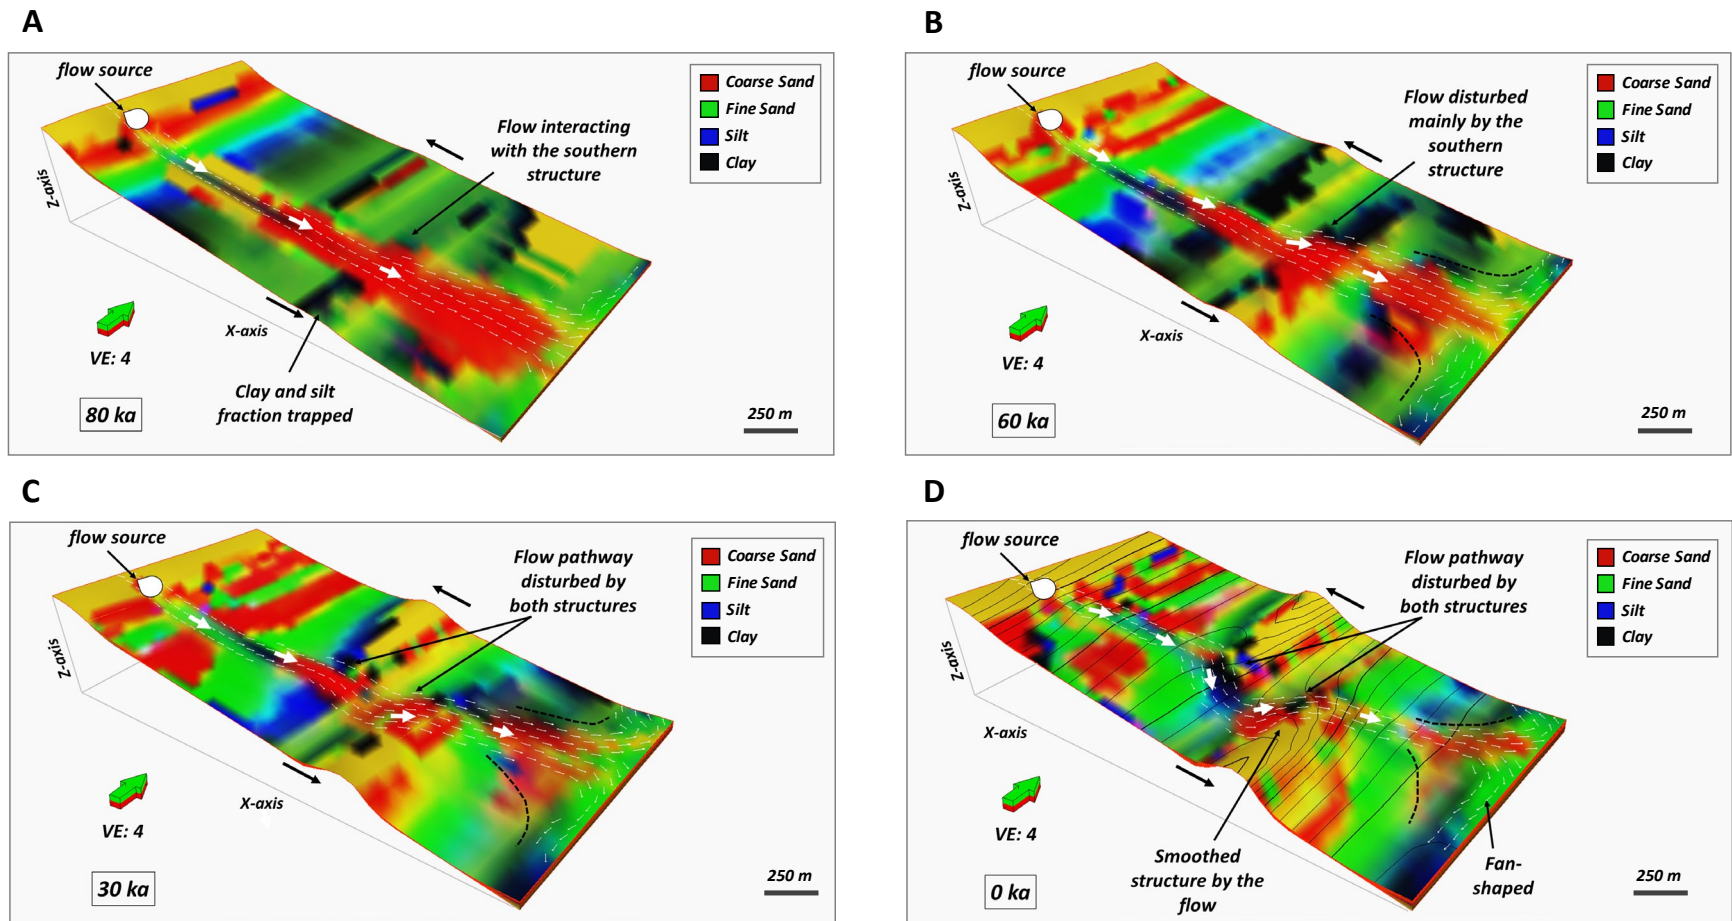 A
flow source
Coarse Sand
Fine Sand
Silt
Clay
Flow interacting
with the southern
structure
Z-axis
X-axis
VE: 4
Clay and silt
fraction trapped
80 ka
250 m
B
flow source
Coarse Sand
Fine Sand
Silt
Clay
Flow disturbed
mainly by the
southern
structure
Z-axis
X-axis
VE: 4
60 ka
250 m
C
flow source
Coarse Sand
Fine Sand
Silt
Clay
Flow pathway
disturbed by
both structures
Z-axis
X-axis
VE: 4
30 ka
250 m
D
flow source
Coarse Sand
Fine Sand
Silt
Clay
Flow pathway
disturbed by
both structures
Z-axis
X-axis
VE: 4
Smoothed
structure by the
flow
Fan-
shaped
0 ka
250 m